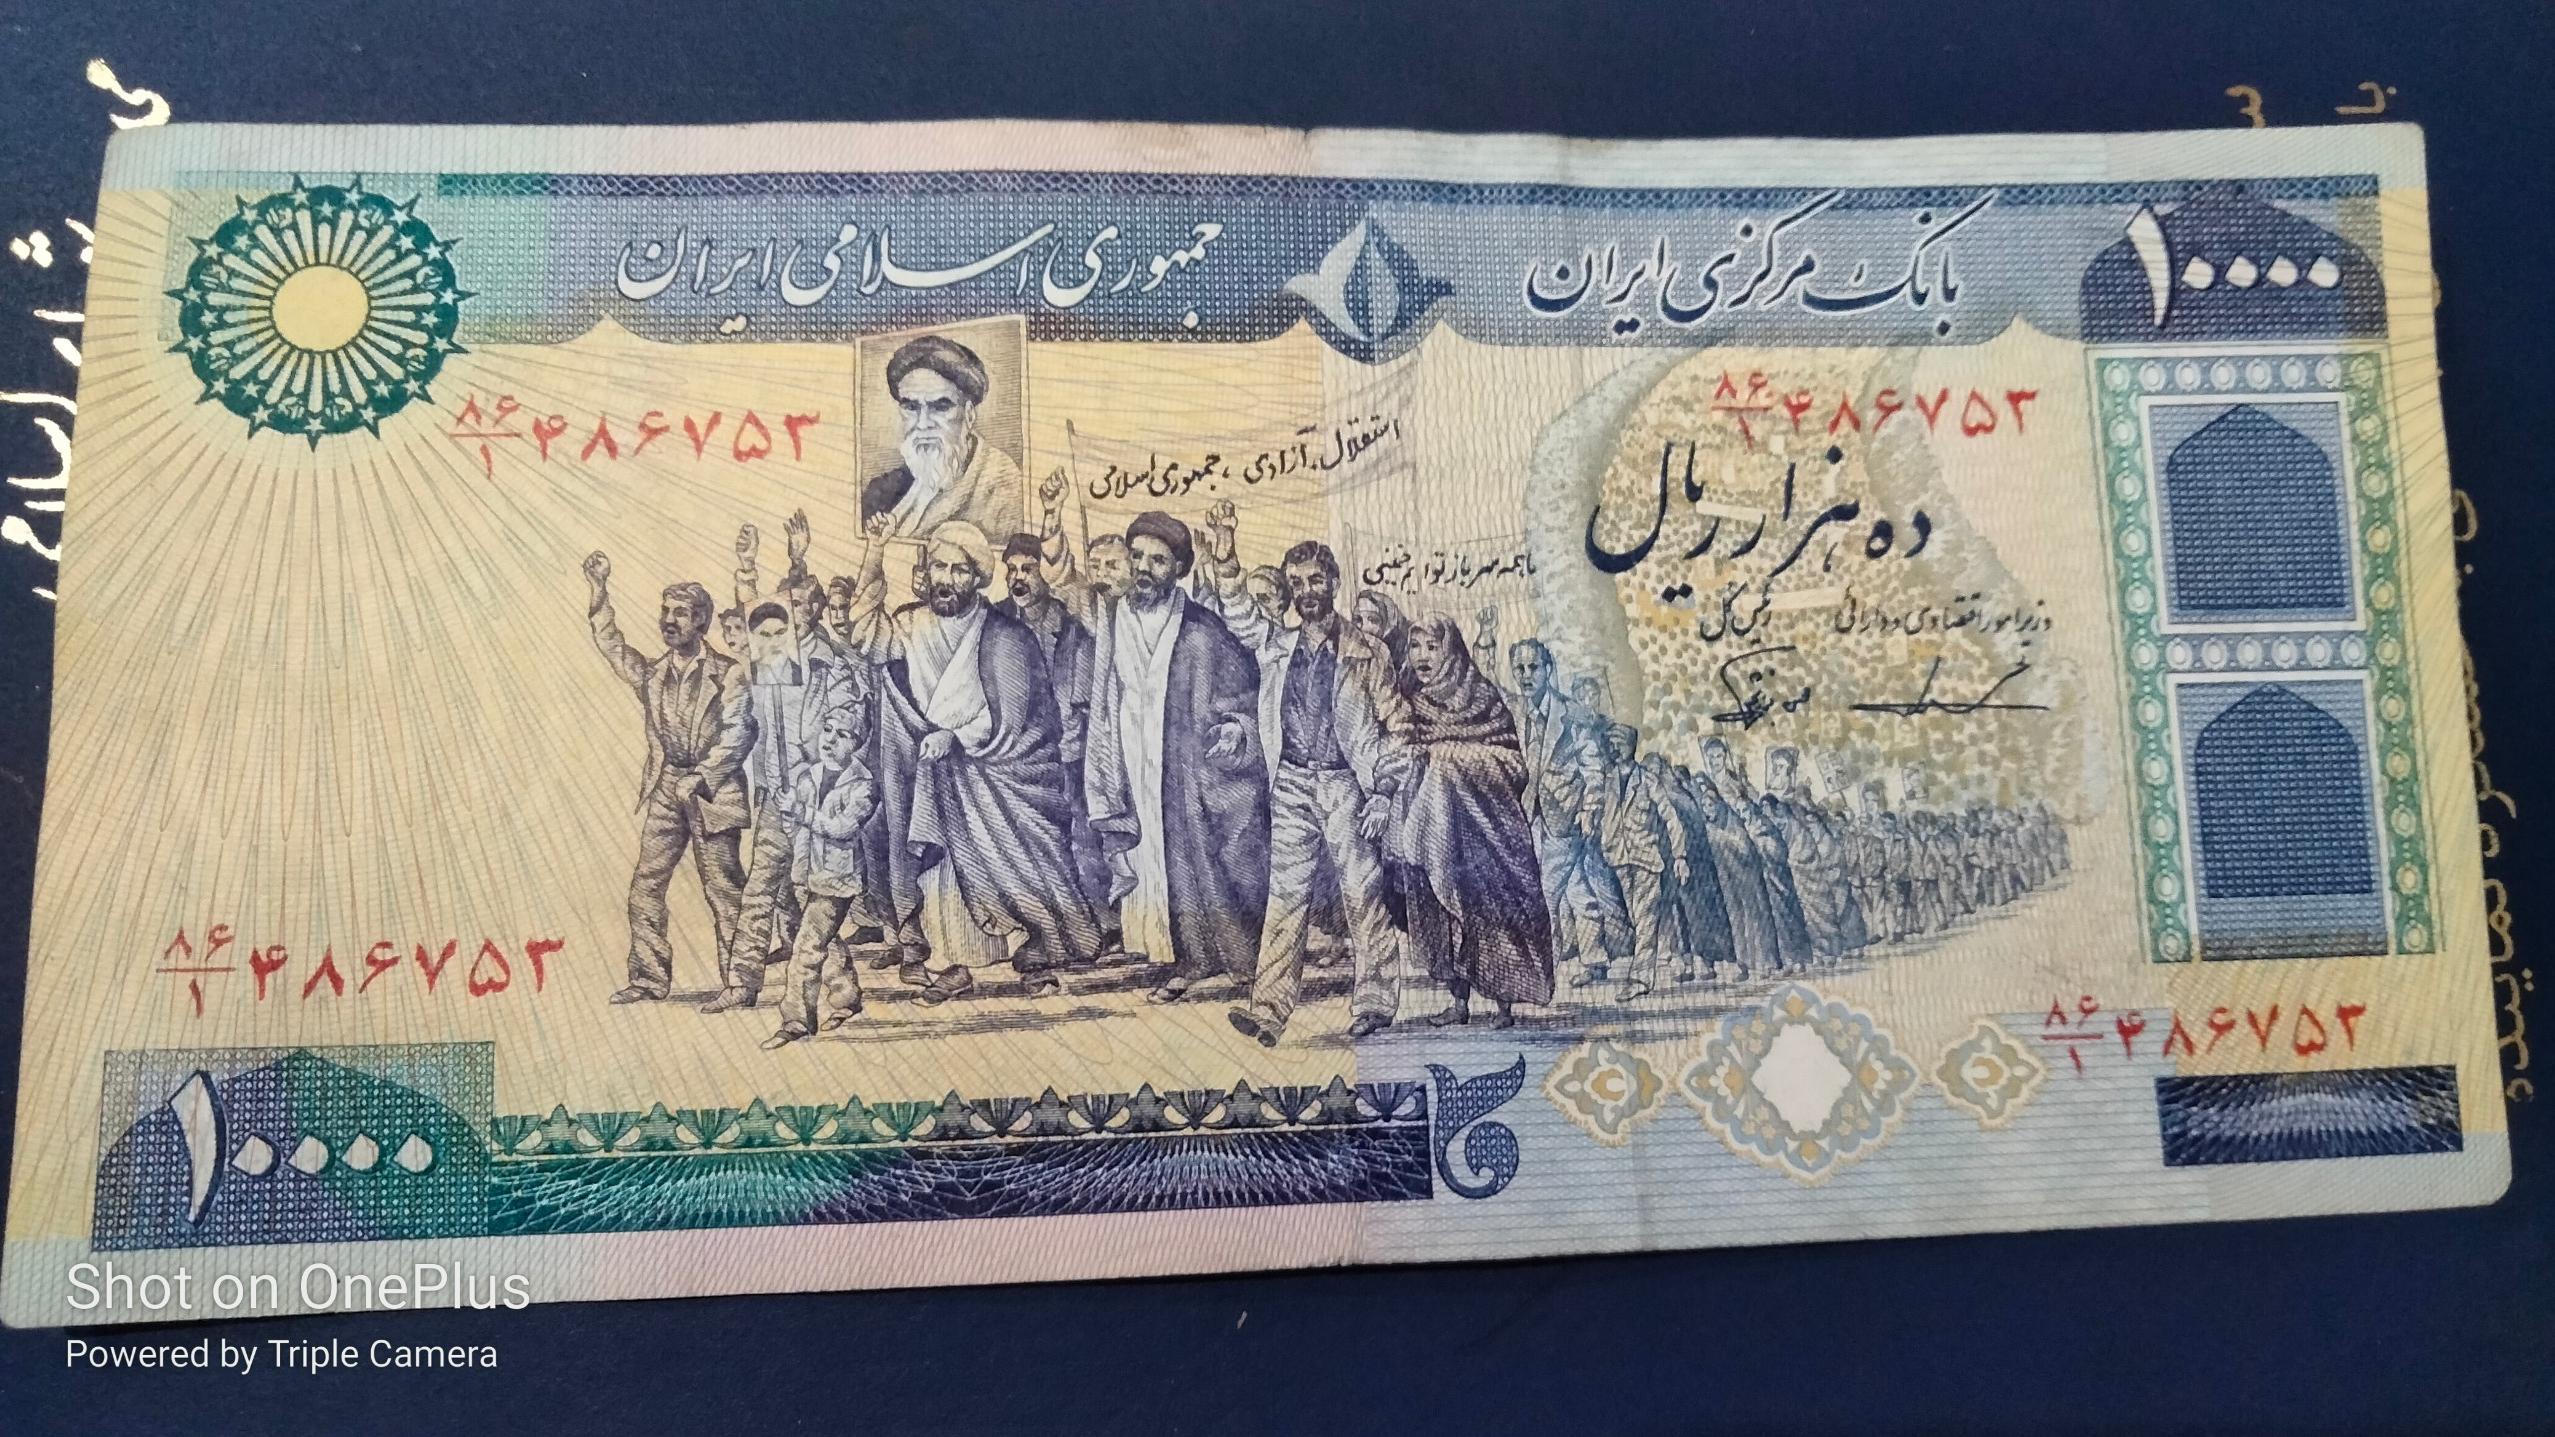 جمهوری اسلامی ایران
بانک مرکزی ایران
۱۰۰۰۰
۸۶/۱ ۴۸۶۷۵۳
۸۶/۱ ۴۸۶۷۵۳
استقلال، آزادی، جمهوری اسلامی
ده هزار ریال
ما همه سرباز توایم خمینی
وزیر امور اقتصادی و دارائی
رئیس کل
۸۶/۱ ۴۸۶۷۵۳
۸۶/۱ ۴۸۶۷۵۳
۱۰۰۰۰
Shot on OnePlus
Powered by Triple Camera